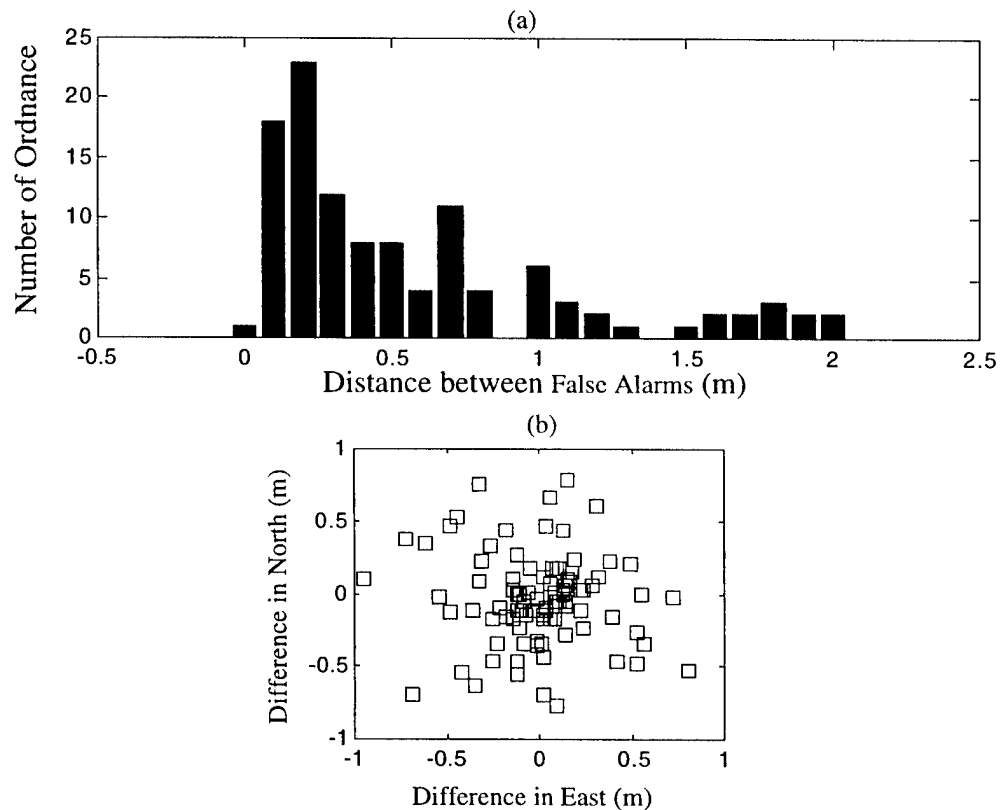 (a)
Number of Ordnance
25
20
15
10
5
0
-0.5 0 0.5 1 1.5 2 2.5
Distance between False Alarms (m)
(b)
Difference in North (m)
1
0.5
0
-0.5
-1
-1 -0.5 0 0.5 1
Difference in East (m)